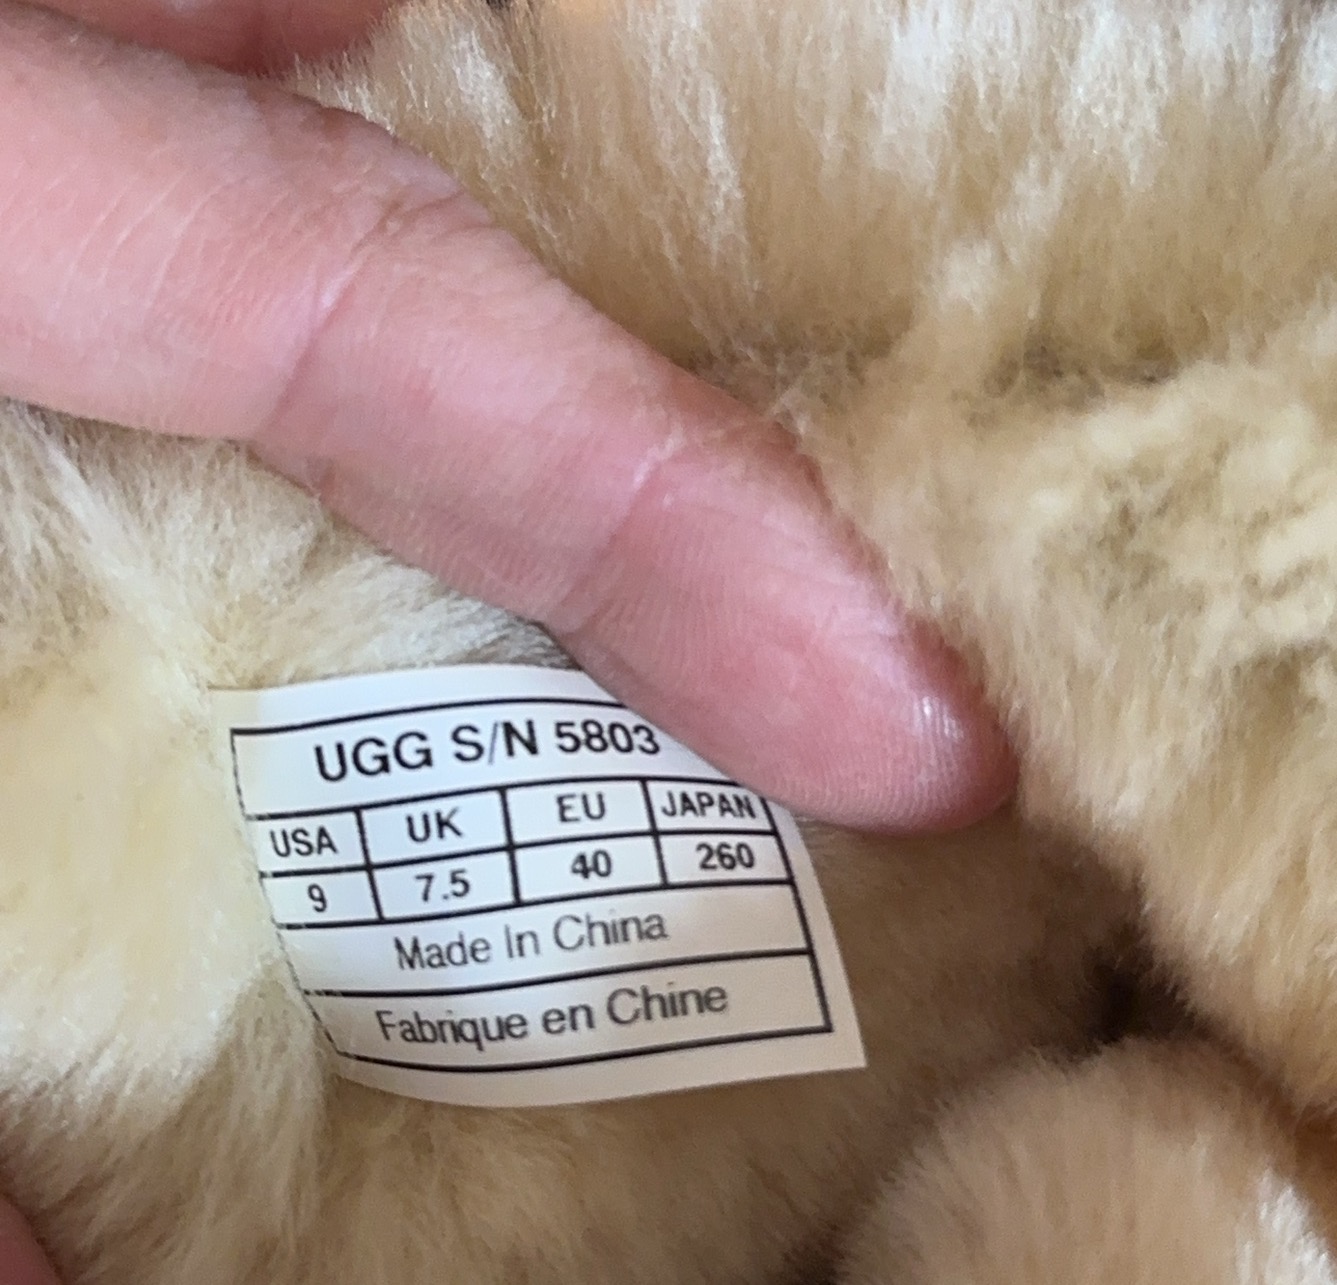 UGG S/N 5803
USA UK EU JAPAN
9 7.5 40 260
Made In China
Fabrique en Chine